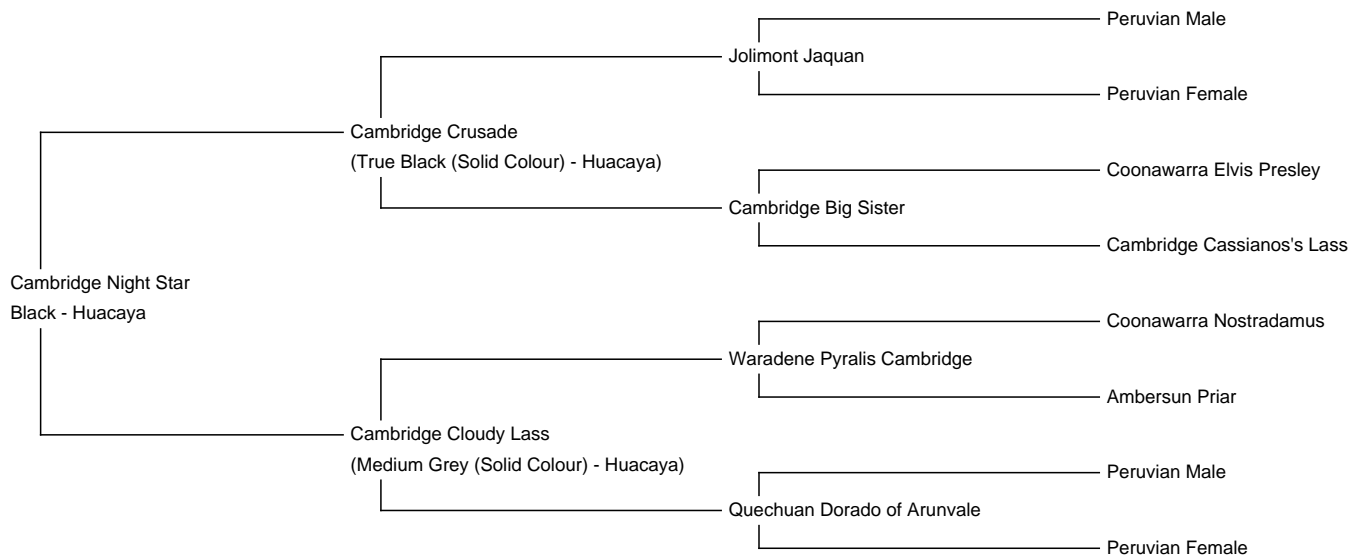 Peruvian Male
Jolimont Jaquan
Peruvian Female
Cambridge Crusade
(True Black (Solid Colour) - Huacaya)
Coonawarra Elvis Presley
Cambridge Big Sister
Cambridge Cassianos's Lass
Cambridge Night Star
Black - Huacaya
Coonawarra Nostradamus
Waradene Pyralis Cambridge
Ambersun Priar
Cambridge Cloudy Lass
(Medium Grey (Solid Colour) - Huacaya)
Peruvian Male
Quechuan Dorado of Arunvale
Peruvian Female